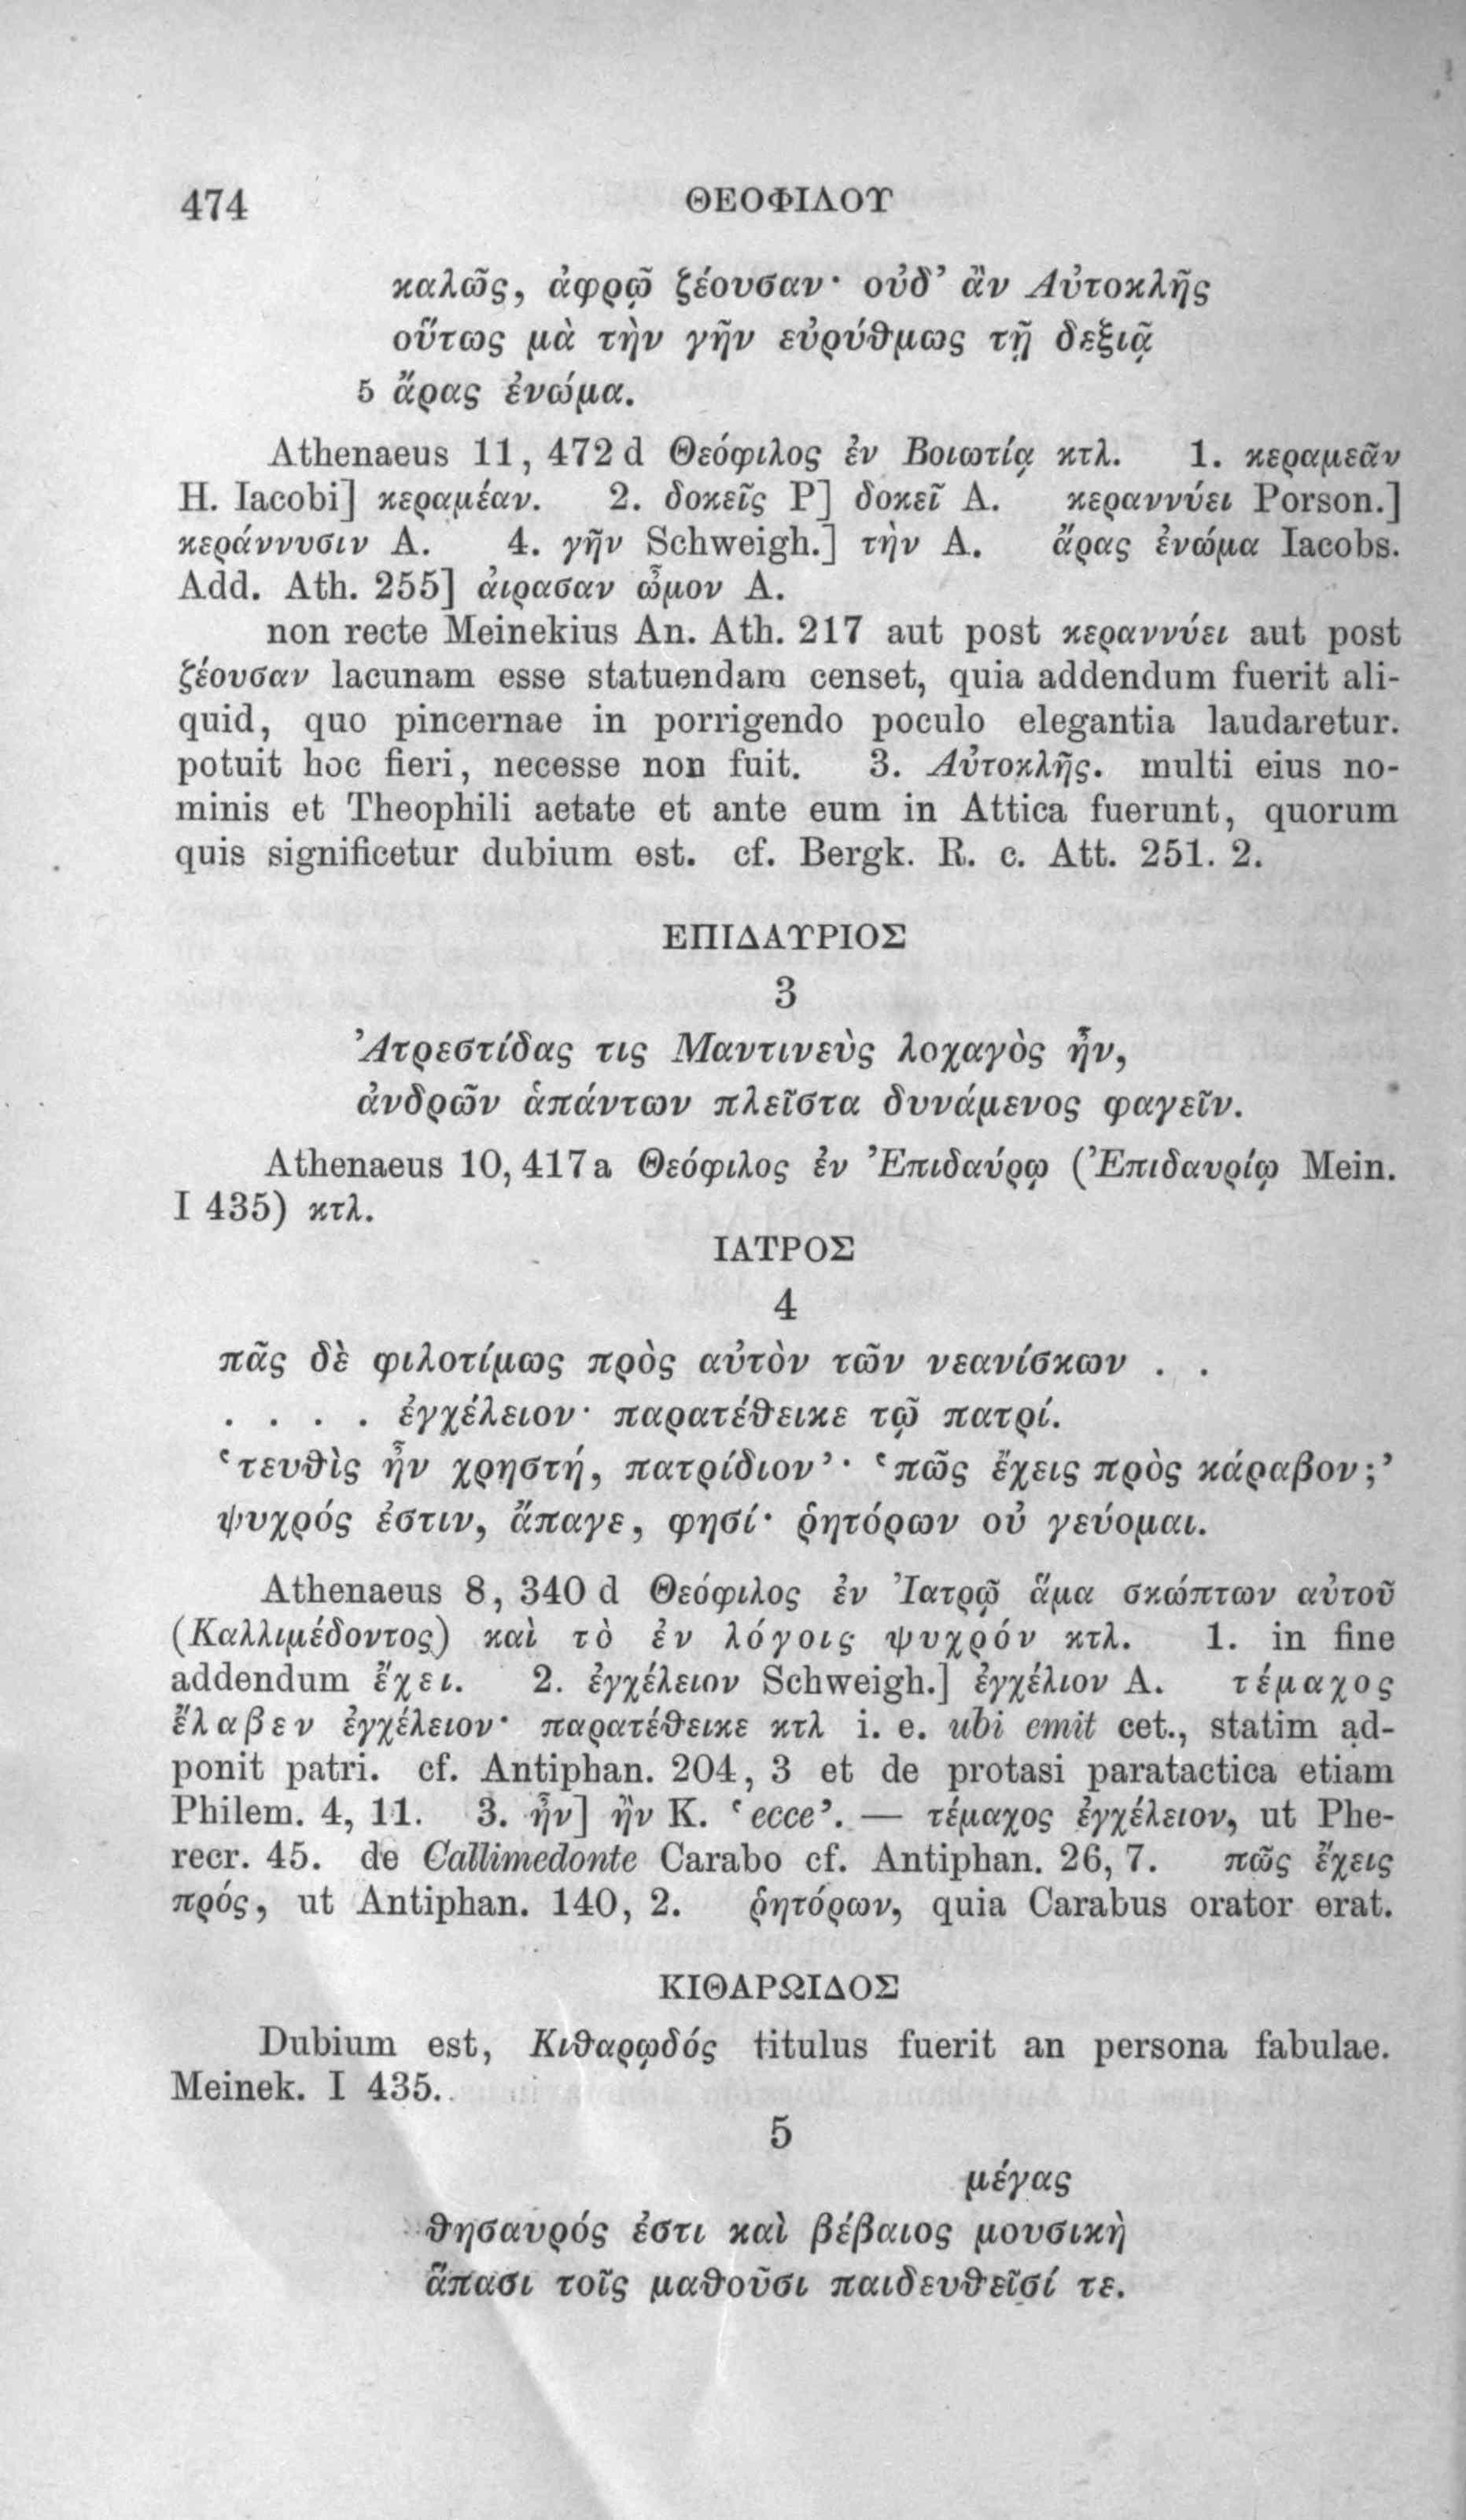 474 ΘΕΟΦΙΛΟΥ
καλῶς, ἀφρῷ ζέουσαν· οὐδ’ ἂν Αὐτοκλῆς
οὕτως μὰ τὴν γῆν εὐρύθμως τῇ δεξιᾷ
5 ἄρας ἐνώμα.
Athenaeus 11, 472 d Θεόφιλος ἐν Βοιωτίᾳ κτλ. 1. κεραμεᾶν
H. Iacobi] κεραμέαν. 2. δοκεῖς P] δοκεῖ A. κεραννύει Porson.]
κεράννυσιν A. 4. γῆν Schweigh.] τὴν A. ἄρας ἐνώμα Iacobs.
Add. Ath. 255] ἀιρασαν ὦμον A.
non recte Meinekius An. Ath. 217 aut post κεραννύει aut post
ζέουσαν lacunam esse statuendam censet, quia addendum fuerit ali-
quid, quo pincernae in porrigendo poculo elegantia laudaretur.
potuit hoc fieri, necesse non fuit. 3. Αὐτοκλῆς. multi eius no-
minis et Theophili aetate et ante eum in Attica fuerunt, quorum
quis significetur dubium est. cf. Bergk. R. c. Att. 251. 2.
ΕΠΙΔΑΥΡΙΟΣ
3
Ἀτρεστίδας τις Μαντινεὺς λοχαγὸς ἦν,
ἀνδρῶν ἁπάντων πλεῖστα δυνάμενος φαγεῖν.
Athenaeus 10, 417 a Θεόφιλος ἐν Ἐπιδαύρῳ (Ἐπιδαυρίῳ Mein.
I 435) κτλ.
ΙΑΤΡΟΣ
4
πᾶς δὲ φιλοτίμως πρὸς αὐτὸν τῶν νεανίσκων . .
. . . . ἐγχέλειον· παρατέθεικε τῷ πατρί.
‘τευθὶς ἦν χρηστή, πατρίδιον’· ‘πῶς ἔχεις πρὸς κάραβον;’
ψυχρός ἐστιν, ἄπαγε, φησί· ῥητόρων οὐ γεύομαι.
Athenaeus 8, 340 d Θεόφιλος ἐν Ἰατρῷ ἅμα σκώπτων αὐτοῦ
(Καλλιμέδοντος) καὶ τὸ ἐν λόγοις ψυχρόν κτλ. 1. in fine
addendum ἔχει. 2. ἐγχέλειον Schweigh.] ἐγχέλιον A. τέμαχος
ἔλαβεν ἐγχέλειον· παρατέθεικε κτλ i. e. ubi emit cet., statim ad-
ponit patri. cf. Antiphan. 204, 3 et de protasi paratactica etiam
Philem. 4, 11. 3. ἦν] ἢν K. ‘ecce’. — τέμαχος ἐγχέλειον, ut Phe-
recr. 45. de Callimedonte Carabo cf. Antiphan. 26, 7. πῶς ἔχεις
πρός, ut Antiphan. 140, 2. ῥητόρων, quia Carabus orator erat.
ΚΙΘΑΡΩΙΔΟΣ
Dubium est, Κιθαρῳδός titulus fuerit an persona fabulae.
Meinek. I 435.
5
μέγας
θησαυρός ἐστι καὶ βέβαιος μουσικὴ
ἅπασι τοῖς μαθοῦσι παιδευθεῖσί τε.